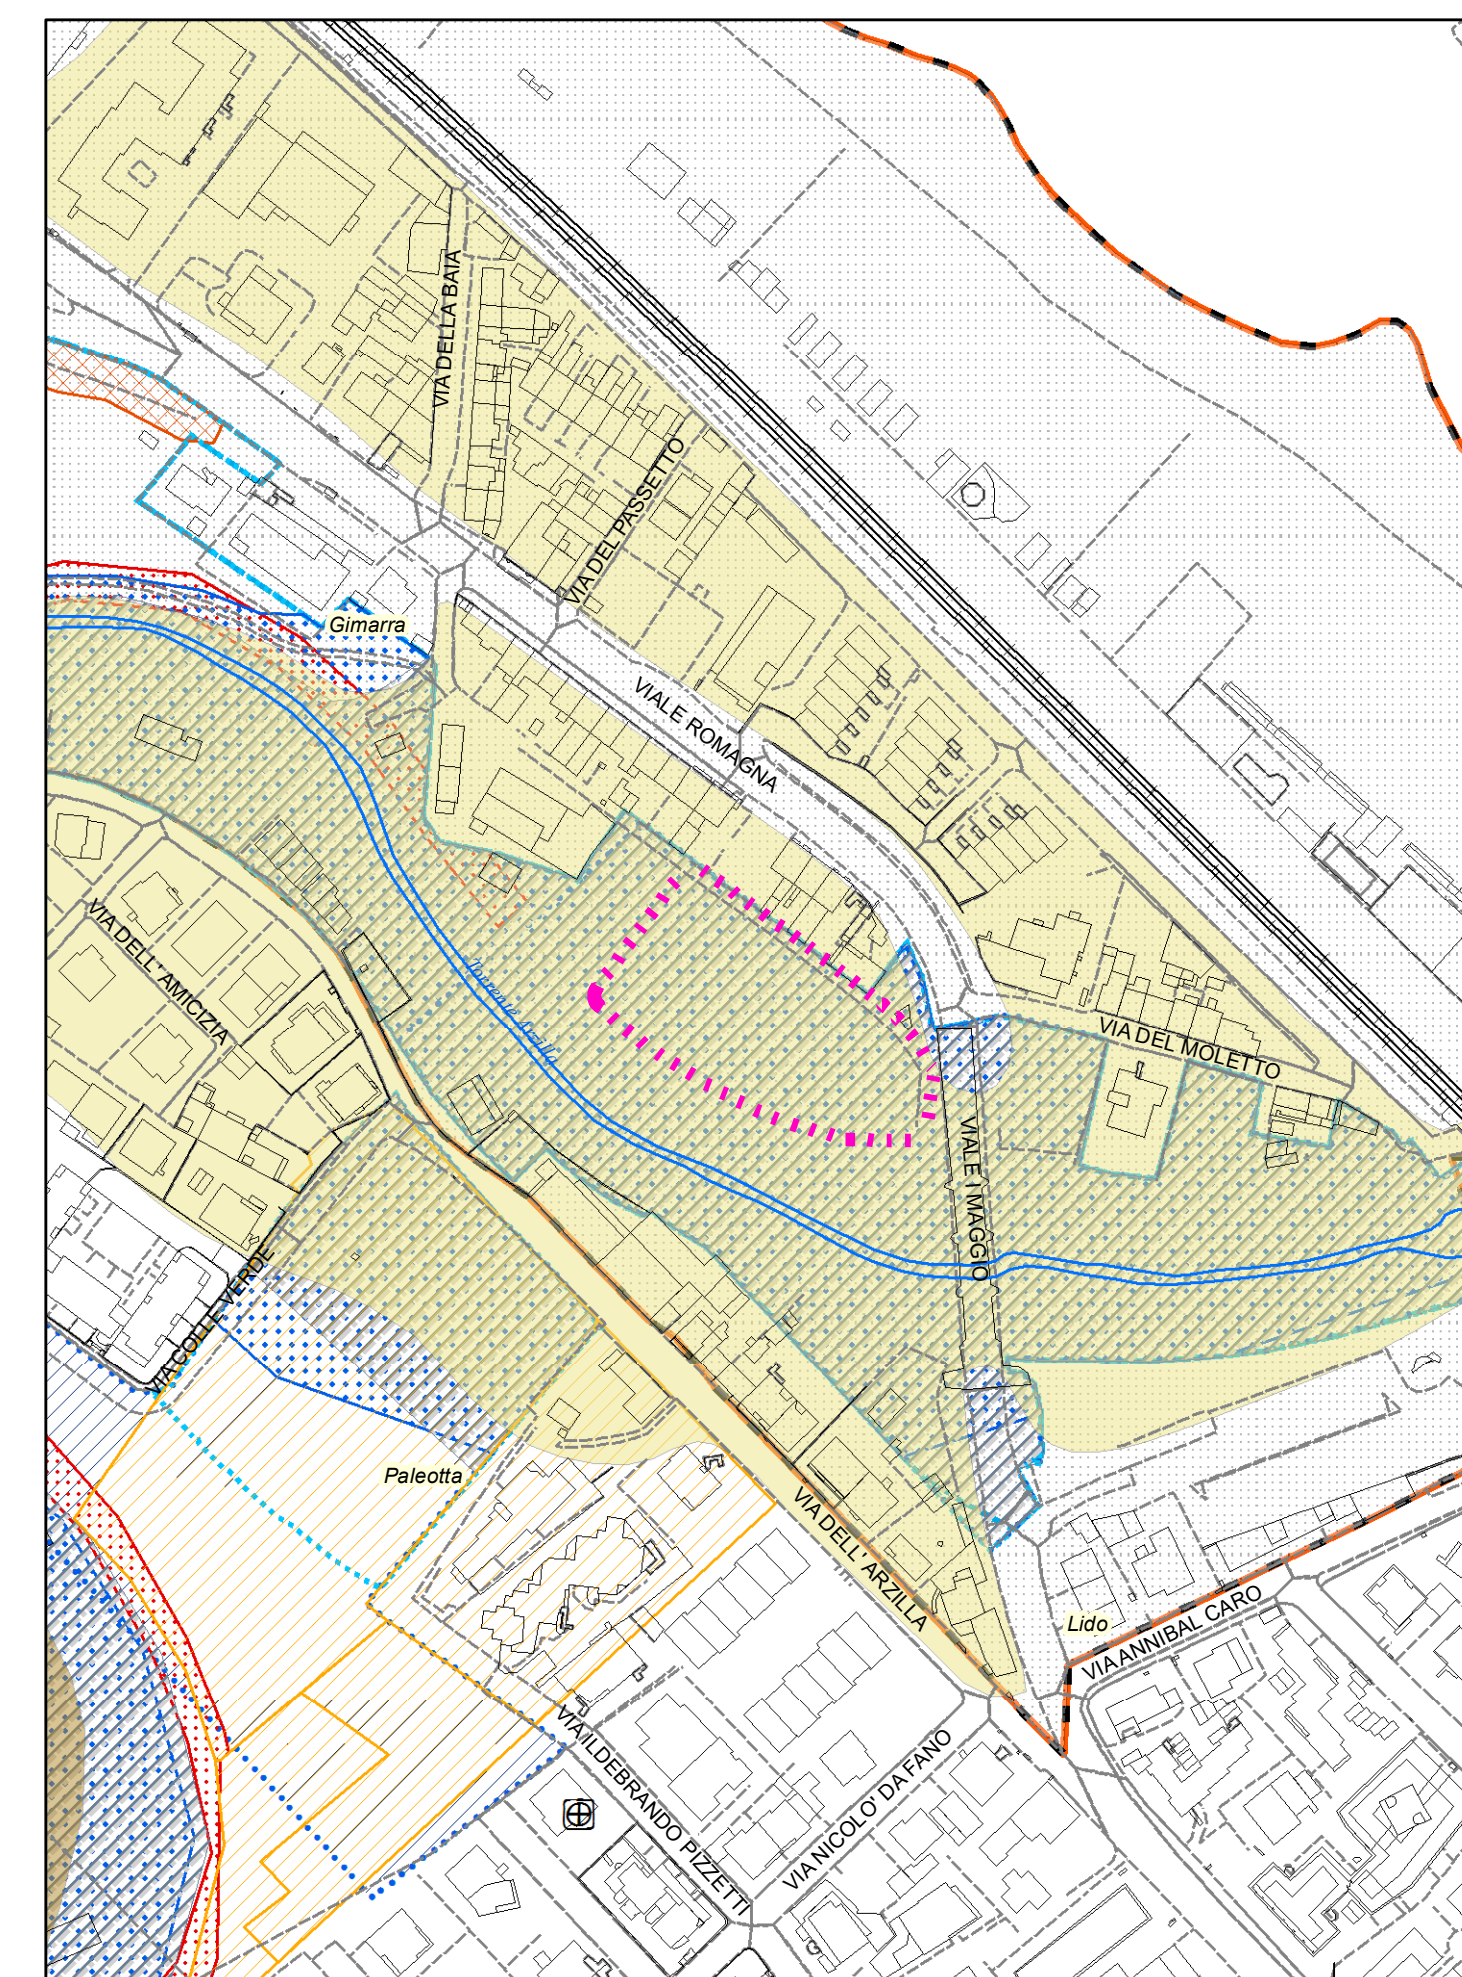 VIA DELLA BAIA
VIA DEL PASSETTO
Gimarra
VIALE ROMAGNA
VIA DELL' AMICIZIA
Torrente Arzilla
VIA DEL MOLETTO
VIALE I MAGGIO
VIA COLLE VERDE
Paleotta
VIA DELL' ARZILLA
Lido
VIA ANNIBAL CARO
VIA ILDEBRANDO PIZZETTI
VIA NICOLO' DA FANO